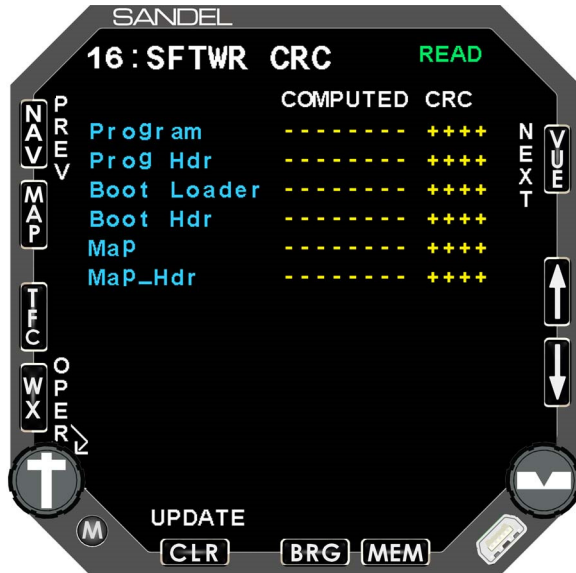 SANDEL
16:SFTWR CRC READ
COMPUTED CRC
Program -------- ++++
Prog Hdr -------- ++++
Boot Loader -------- ++++
Boot Hdr -------- ++++
Map -------- ++++
Map_Hdr -------- ++++
NAV
PREV
MAP
TFC
WX
OPER
NEXT
VUE
M
UPDATE
CLR BRG MEM